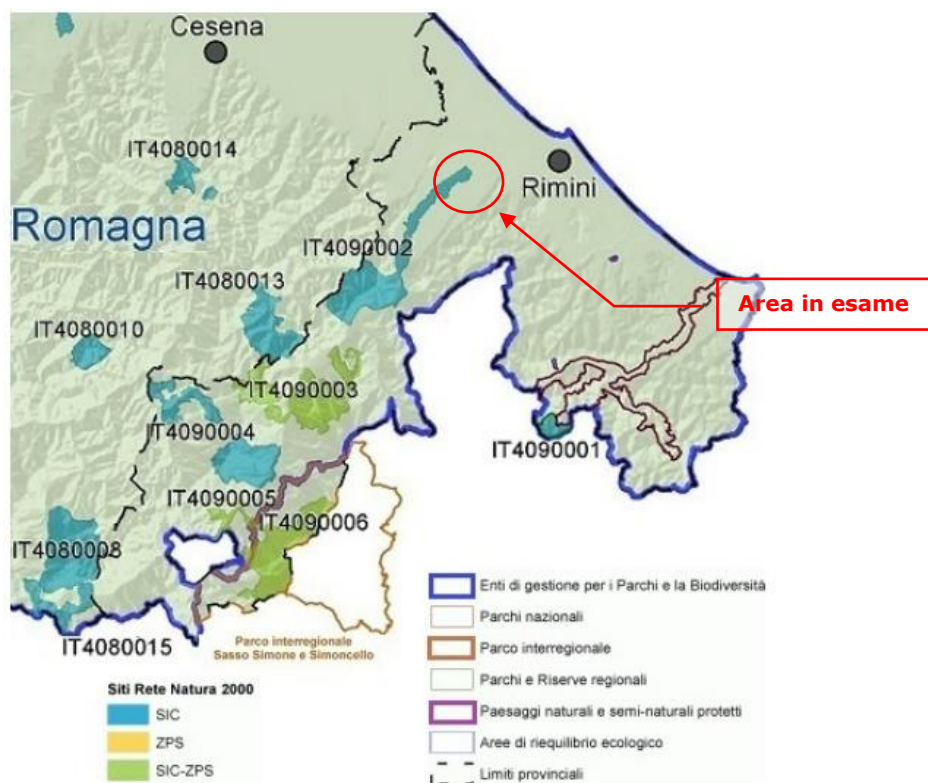 Cesena
IT4080014
Rimini
Romagna
IT4090002
IT4080013
Area in esame
IT4080010
IT4090003
IT4090004
IT4090001
IT4090005
IT4090006
IT4080008
IT4080015
Parco interregionale
Sasso Simone e Simoncello
Siti Rete Natura 2000
SIC
ZPS
SIC-ZPS
Enti di gestione per i Parchi e la Biodiversità
Parchi nazionali
Parco interregionale
Parchi e Riserve regionali
Paesaggi naturali e semi-naturali protetti
Aree di riequilibrio ecologico
Limiti provinciali